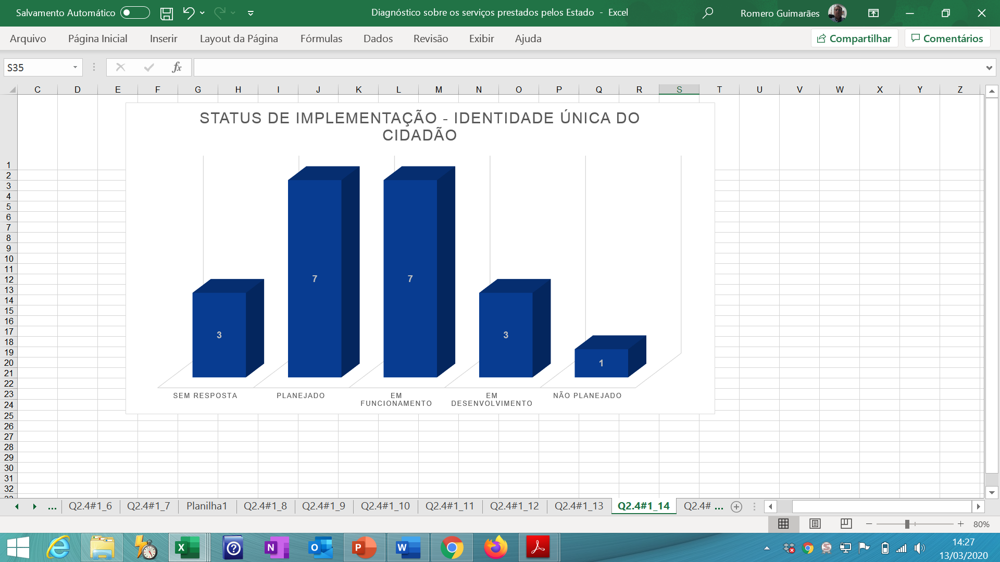 Salvamento Automático
Diagnóstico sobre os serviços prestados pelos Estado - Excel
Romero Guimarães
Arquivo Página Inicial Inserir Layout da Página Fórmulas Dados Revisão Exibir Ajuda
Compartilhar Comentários
S35
fx
C D E F G H I J K L M N O P Q R S T U V W X Y Z
STATUS DE IMPLEMENTAÇÃO - IDENTIDADE ÚNICA DO
CIDADÃO
1
2
3
4
5
6
7
8
9
10
11
12
13
14
15
16
17
18
19
20
21
22
23
24
25
26
27
28
29
30
31
32
33
3
7
7
3
1
SEM RESPOSTA
PLANEJADO
EM
FUNCIONAMENTO
EM
DESENVOLVIMENTO
NÃO PLANEJADO
... Q2.4#1_6 Q2.4#1_7 Planilha1 Q2.4#1_8 Q2.4#1_9 Q2.4#1_10 Q2.4#1_11 Q2.4#1_12 Q2.4#1_13 Q2.4#1_14 Q2.4# ...
80%
14:27
13/03/2020